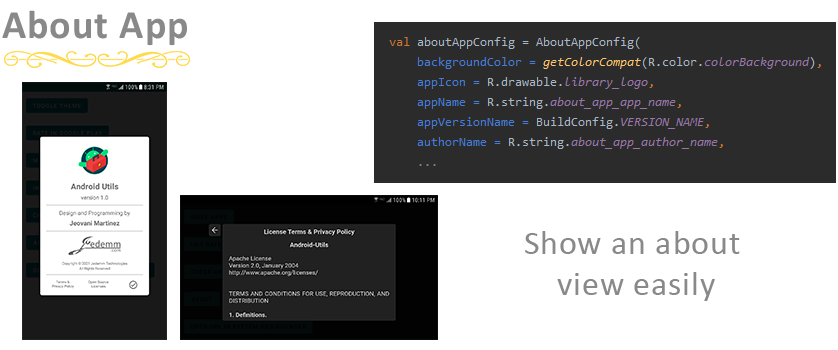 About App
val aboutAppConfig = AboutAppConfig(
backgroundColor = getColorCompat(R.color.colorBackground),
appIcon = R.drawable.library_logo,
appName = R.string.about_app_app_name,
appVersionName = BuildConfig.VERSION_NAME,
authorName = R.string.about_app_author_name,
...
100% 8:31 PM
Android Utils
version 1.0
Design and Programming by
Jeovani Martinez
Jedemm
Copyright © 2021 Jedemm Technologies
All Rights Reserved
Terms &
Privacy Policy
Open Source
Licenses
100% 10:11 PM
License Terms & Privacy Policy
Android-Utils
Apache License
Version 2.0, January 2004
http://www.apache.org/licenses/
TERMS AND CONDITIONS FOR USE, REPRODUCTION, AND
DISTRIBUTION
1. Definitions.
Show an about
view easily